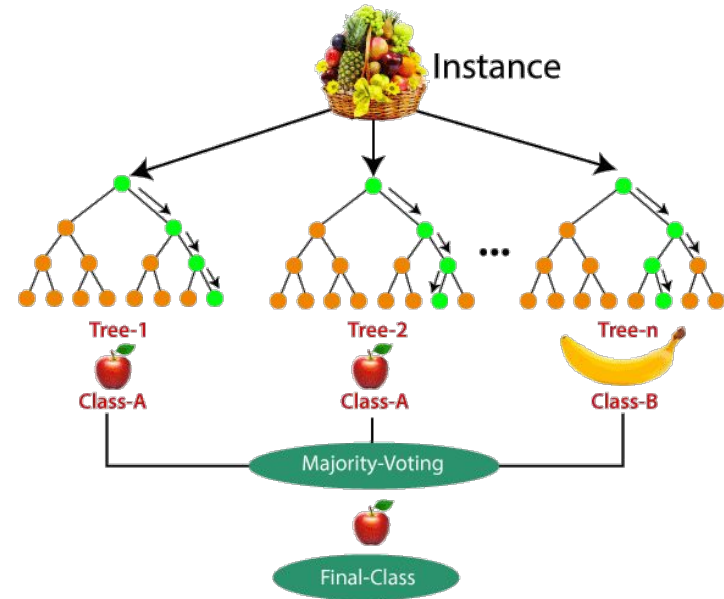 Instance
...
Tree-1
Tree-2
Tree-n
Class-A
Class-A
Class-B
Majority-Voting
Final-Class